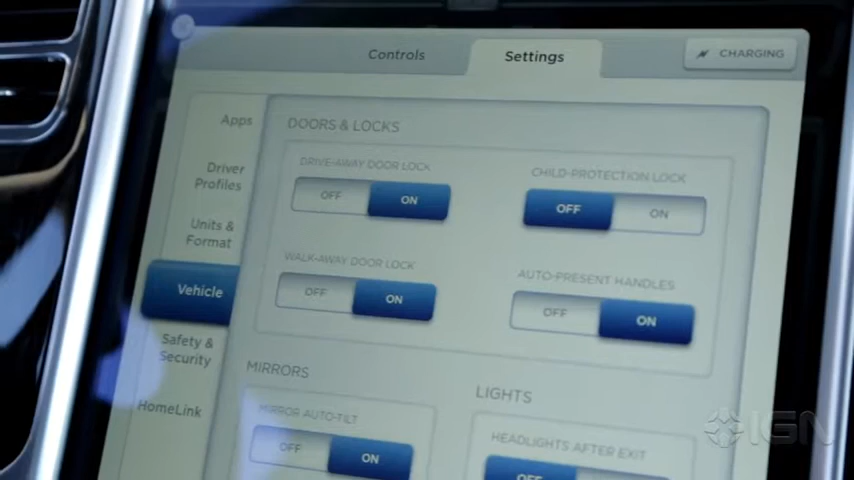 Controls
Settings
CHARGING
Apps
Driver
Profiles
Units &
Format
Vehicle
Safety &
Security
HomeLink
DOORS & LOCKS
DRIVE-AWAY DOOR LOCK
OFF ON
CHILD-PROTECTION LOCK
OFF ON
WALK-AWAY DOOR LOCK
OFF ON
AUTO-PRESENT HANDLES
OFF ON
MIRRORS
MIRROR AUTO-TILT
OFF ON
LIGHTS
HEADLIGHTS AFTER EXIT
OFF
IGN